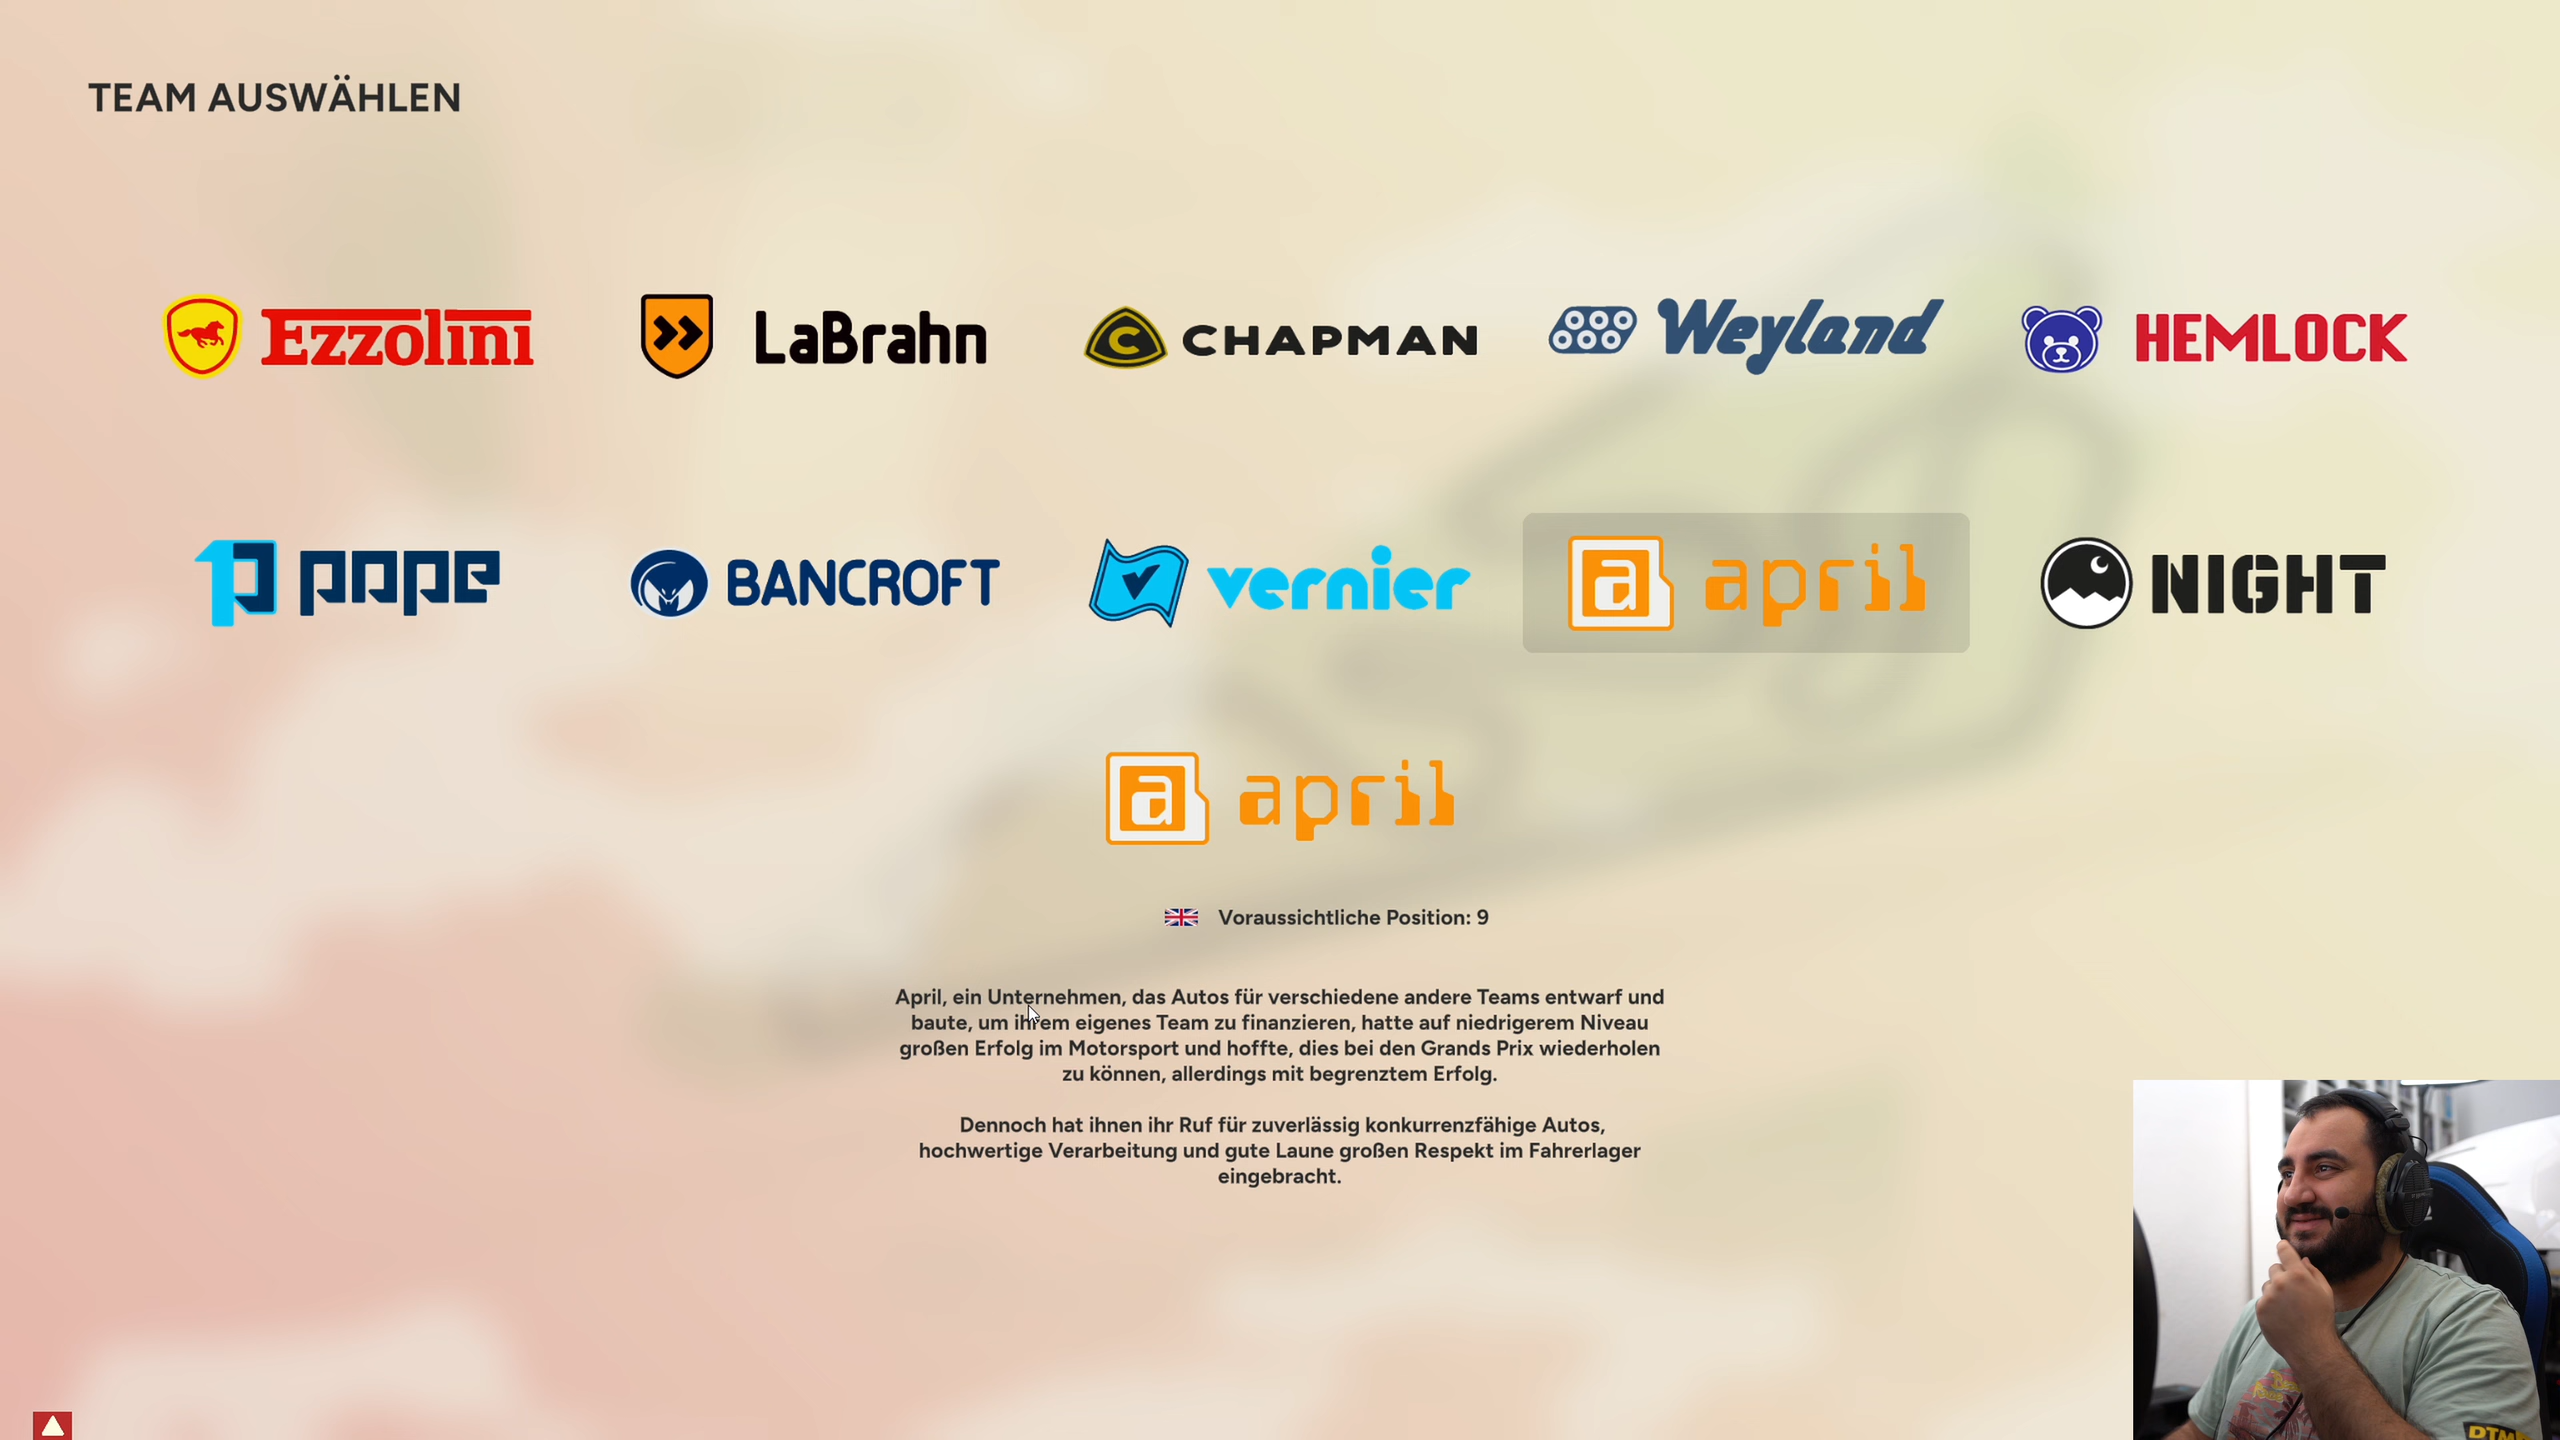 TEAM AUSWÄHLEN
Ezzolini
LaBrahn
C CHAPMAN
Weyland
HEMLOCK
pope
BANCROFT
vernier
a april
NIGHT
a april
Voraussichtliche Position: 9
April, ein Unternehmen, das Autos für verschiedene andere Teams entwarf und
baute, um ihrem eigenes Team zu finanzieren, hatte auf niedrigerem Niveau
großen Erfolg im Motorsport und hoffte, dies bei den Grands Prix wiederholen
zu können, allerdings mit begrenztem Erfolg.
Dennoch hat ihnen ihr Ruf für zuverlässig konkurrenzfähige Autos,
hochwertige Verarbeitung und gute Laune großen Respekt im Fahrerlager
eingebracht.
DTM